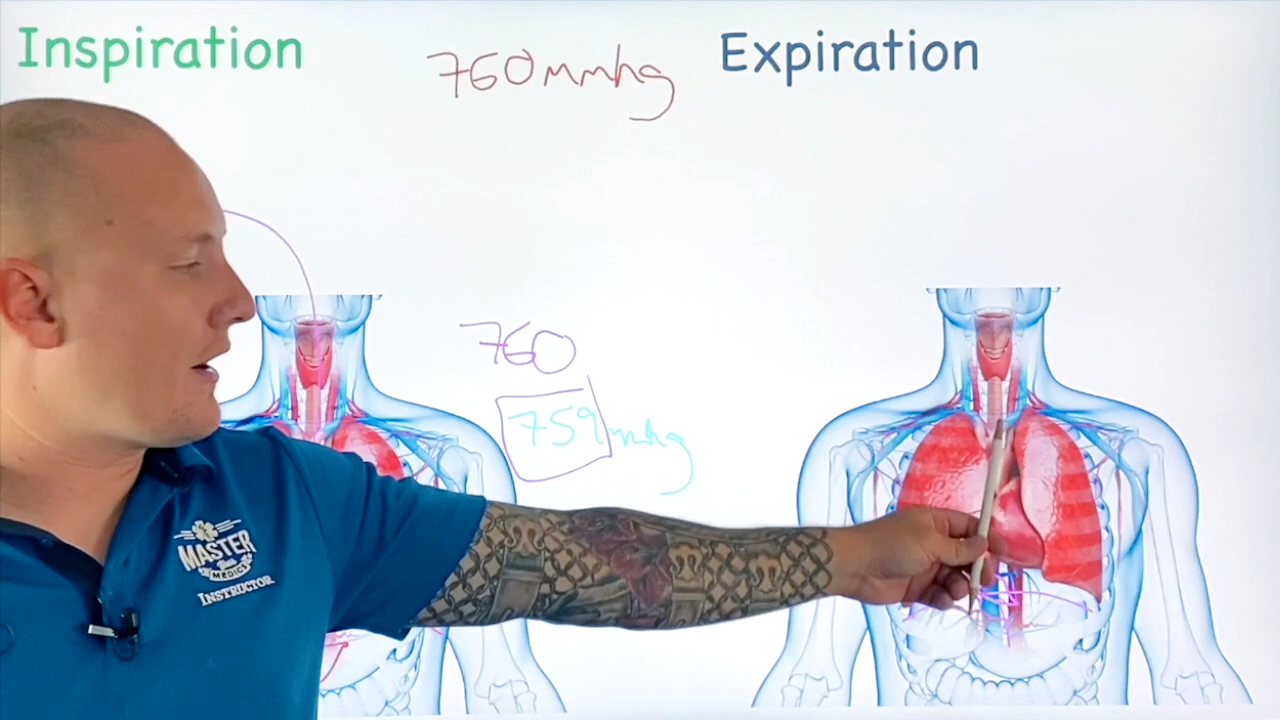 Inspiration
760mmhg
Expiration
760
759mmhg
MASTER
MEDICS
INSTRUCTOR